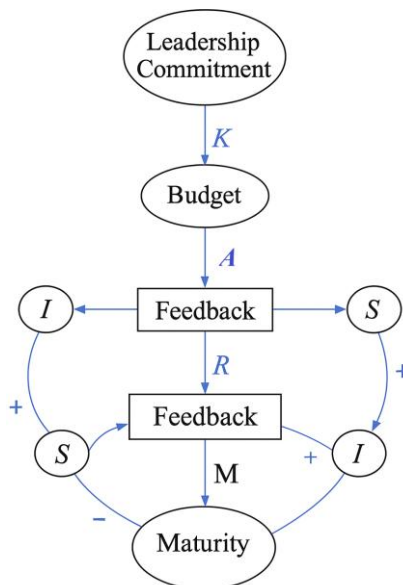 Leadership
Commitment
K
Budget
A
I
Feedback
S
R
+
+
Feedback
S
+
I
M
−
Maturity